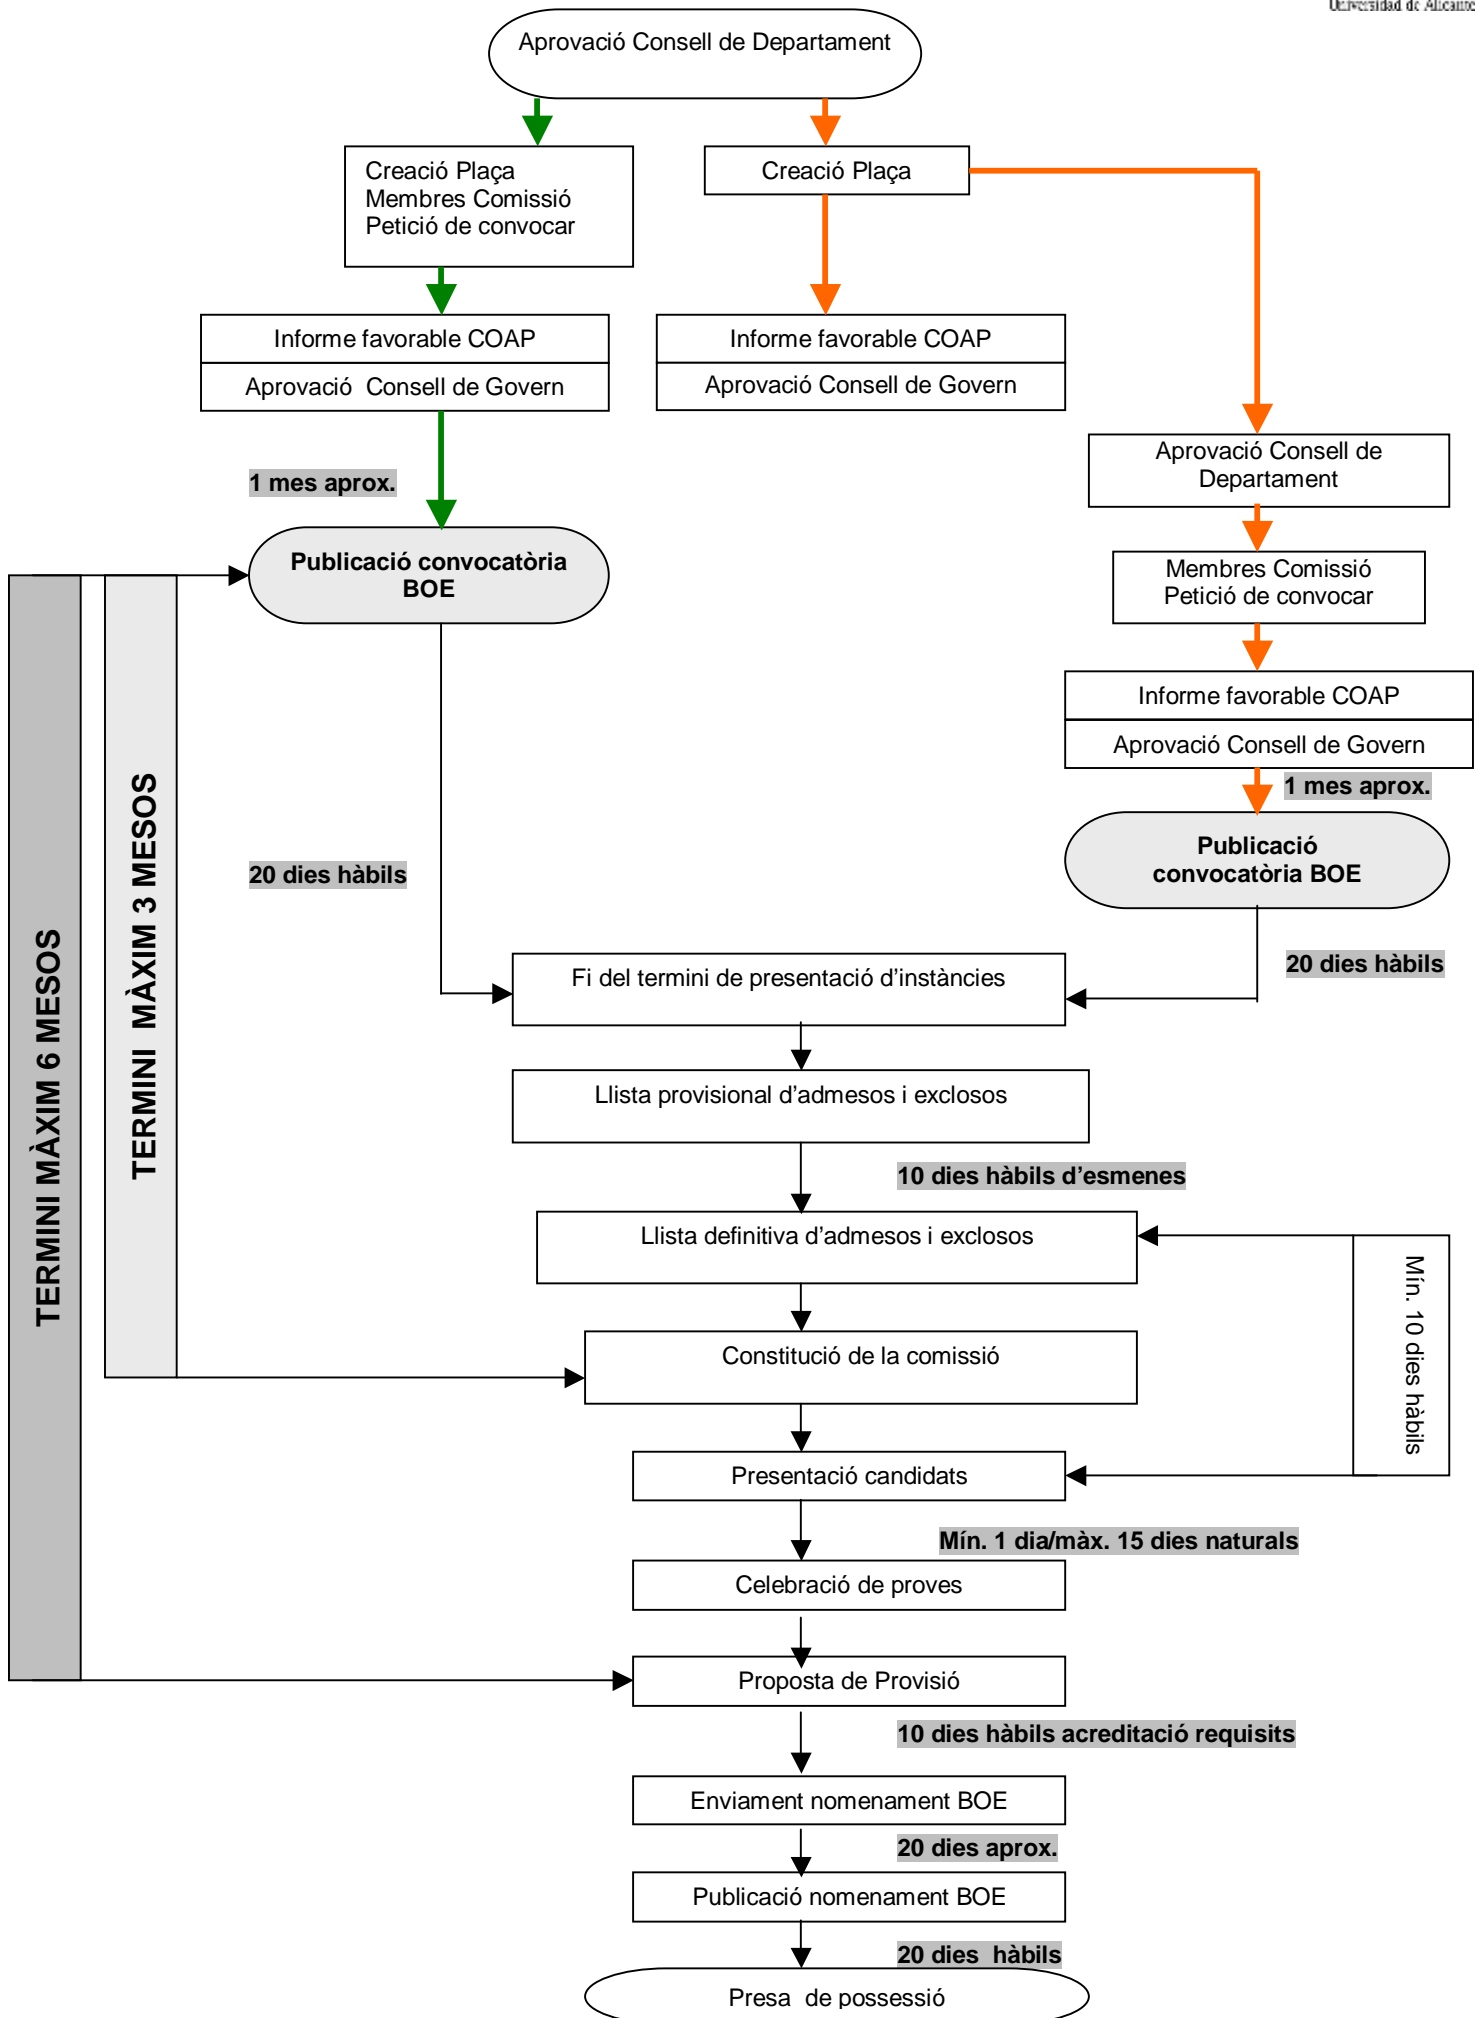 Universidad de Alicante
Aprovació Consell de Departament
Creació Plaça
Membres Comissió
Petició de convocar
Creació Plaça
Informe favorable COAP
Aprovació Consell de Govern
Informe favorable COAP
Aprovació Consell de Govern
Aprovació Consell de
Departament
1 mes aprox.
Publicació convocatòria
BOE
Membres Comissió
Petició de convocar
Informe favorable COAP
Aprovació Consell de Govern
1 mes aprox.
Publicació
convocatòria BOE
TERMINI MÀXIM 6 MESOS
TERMINI MÀXIM 3 MESOS
20 dies hàbils
20 dies hàbils
Fi del termini de presentació d’instàncies
Llista provisional d’admesos i exclosos
10 dies hàbils d’esmenes
Llista definitiva d’admesos i exclosos
Mín. 10 dies hàbils
Constitució de la comissió
Presentació candidats
Mín. 1 dia/màx. 15 dies naturals
Celebració de proves
Proposta de Provisió
10 dies hàbils acreditació requisits
Enviament nomenament BOE
20 dies aprox.
Publicació nomenament BOE
20 dies hàbils
Presa de possessió